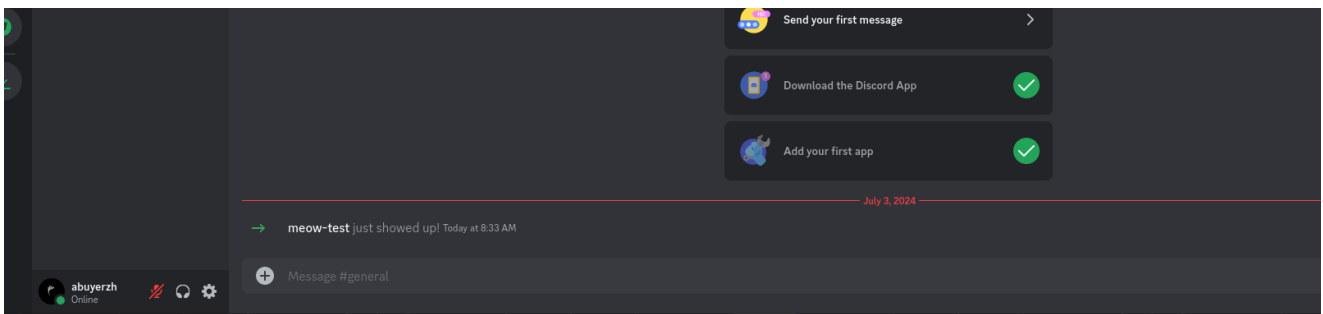 Send your first message
Download the Discord App
Add your first app
July 3, 2024
meow-test just showed up! Today at 8:33 AM
Message #general
abuyerzh
Online